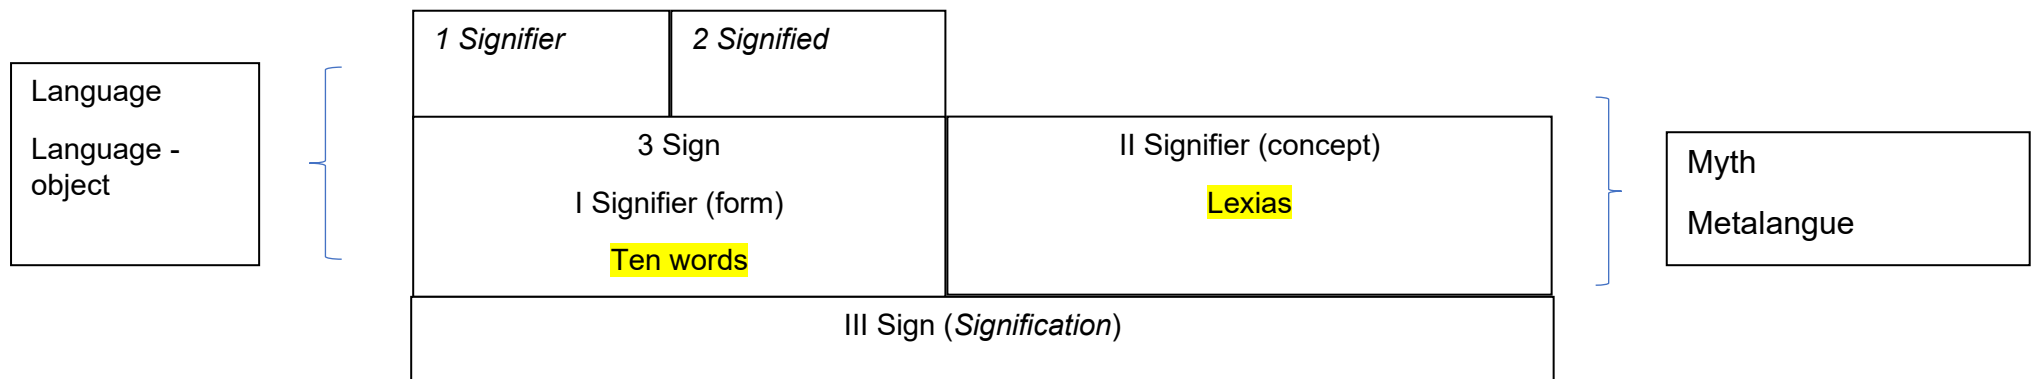 1 Signifier
2 Signified
Language
Language -
object
3 Sign
I Signifier (form)
Ten words
II Signifier (concept)
Lexias
Myth
Metalangue
III Sign (Signification)